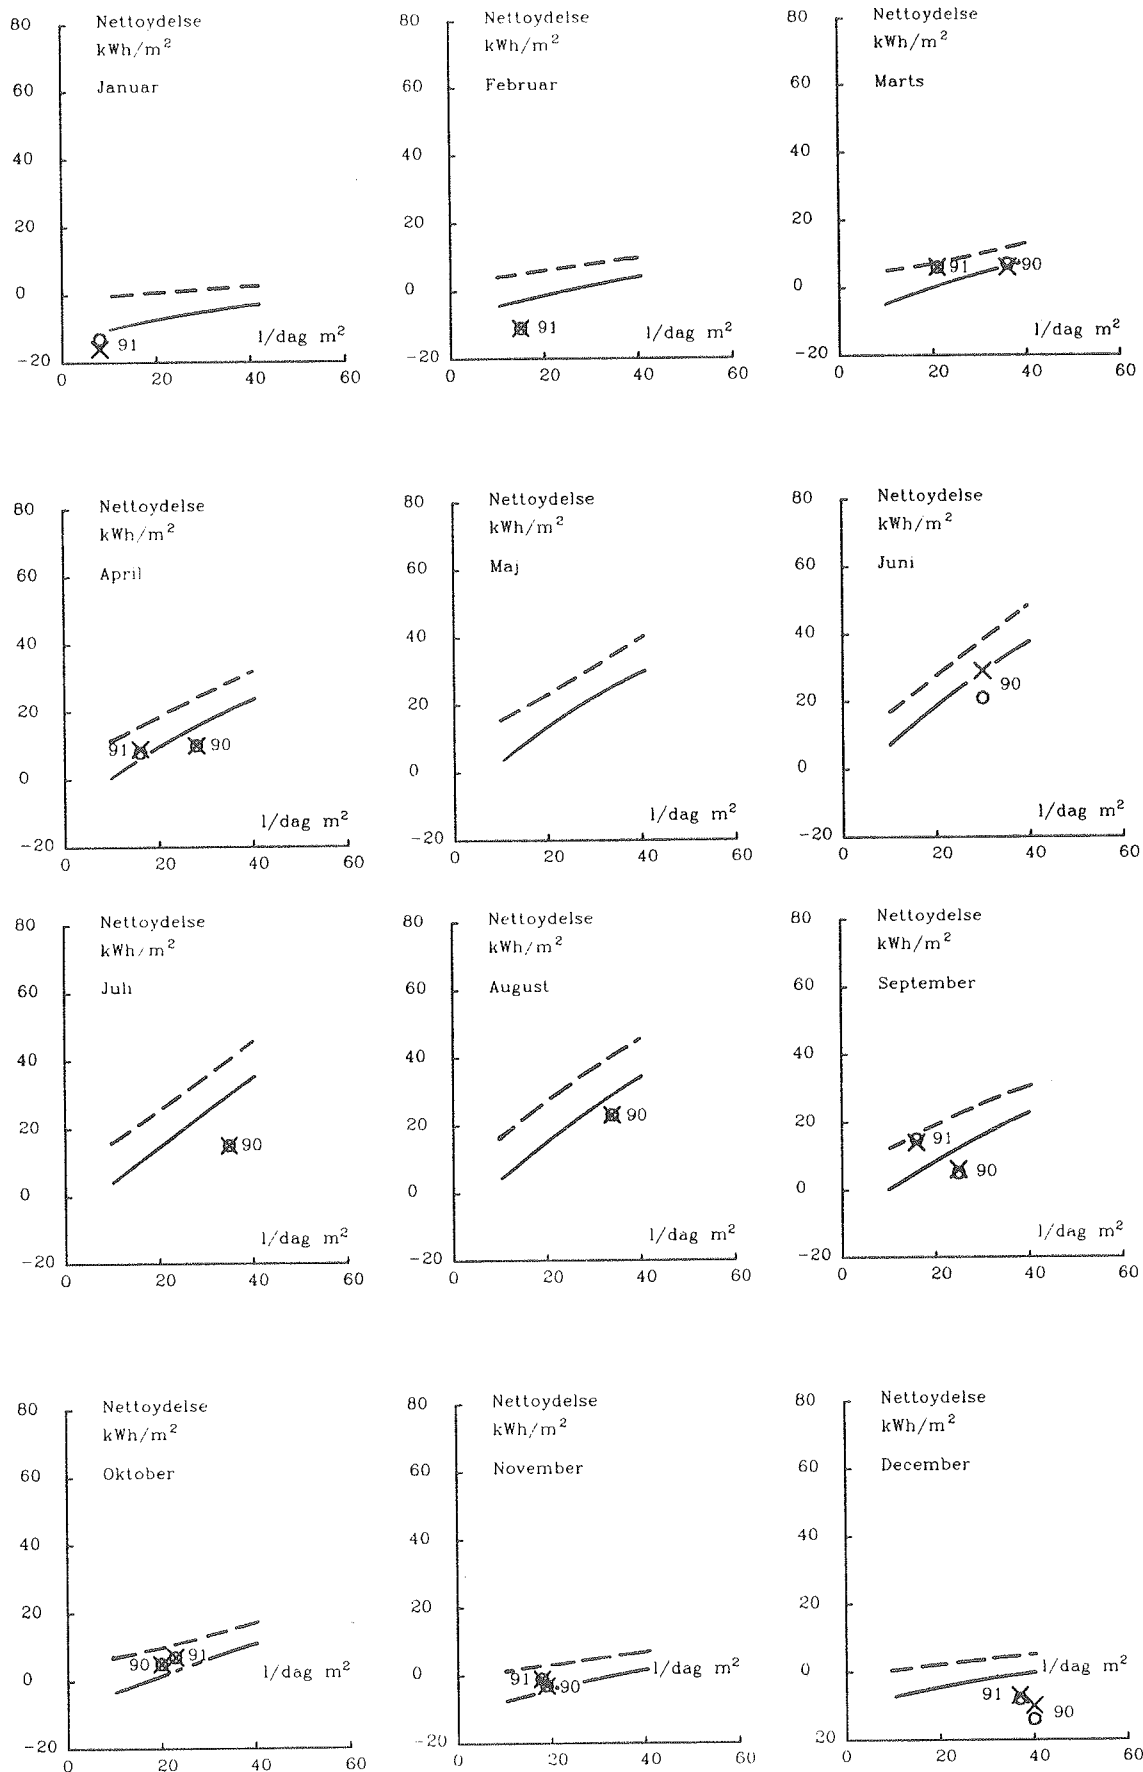 80
Nettoydelse
kWh/m²
Januar
60
40
20
0
-20
91
l/dag m²
0
20
40
60
80
Nettoydelse
kWh/m²
Februar
60
40
20
0
-20
91
l/dag m²
0
20
40
60
80
Nettoydelse
kWh/m²
Marts
60
40
20
0
-20
91
90
l/dag m²
0
20
40
60
80
Nettoydelse
kWh/m²
April
60
40
20
0
-20
91
90
l/dag m²
0
20
40
60
80
Nettoydelse
kWh/m²
Maj
60
40
20
0
-20
l/dag m²
0
20
40
60
80
Nettoydelse
kWh/m²
Juni
60
40
20
0
-20
90
l/dag m²
0
20
40
60
80
Nettoydelse
kWh/m²
Juli
60
40
20
0
-20
90
l/dag m²
0
20
40
60
80
Nettoydelse
kWh/m²
August
60
40
20
0
-20
90
l/dag m²
0
20
40
60
80
Nettoydelse
kWh/m²
September
60
40
20
0
-20
91
90
l/dag m²
0
20
40
60
80
Nettoydelse
kWh/m²
Oktober
60
40
20
0
-20
90
91
l/dag m²
0
20
40
60
80
Nettoydelse
kWh/m²
November
60
40
20
0
-20
91
90
l/dag m²
0
20
40
60
80
Nettoydelse
kWh/m²
December
60
40
20
0
20
91
90
l/dag m²
0
20
40
60